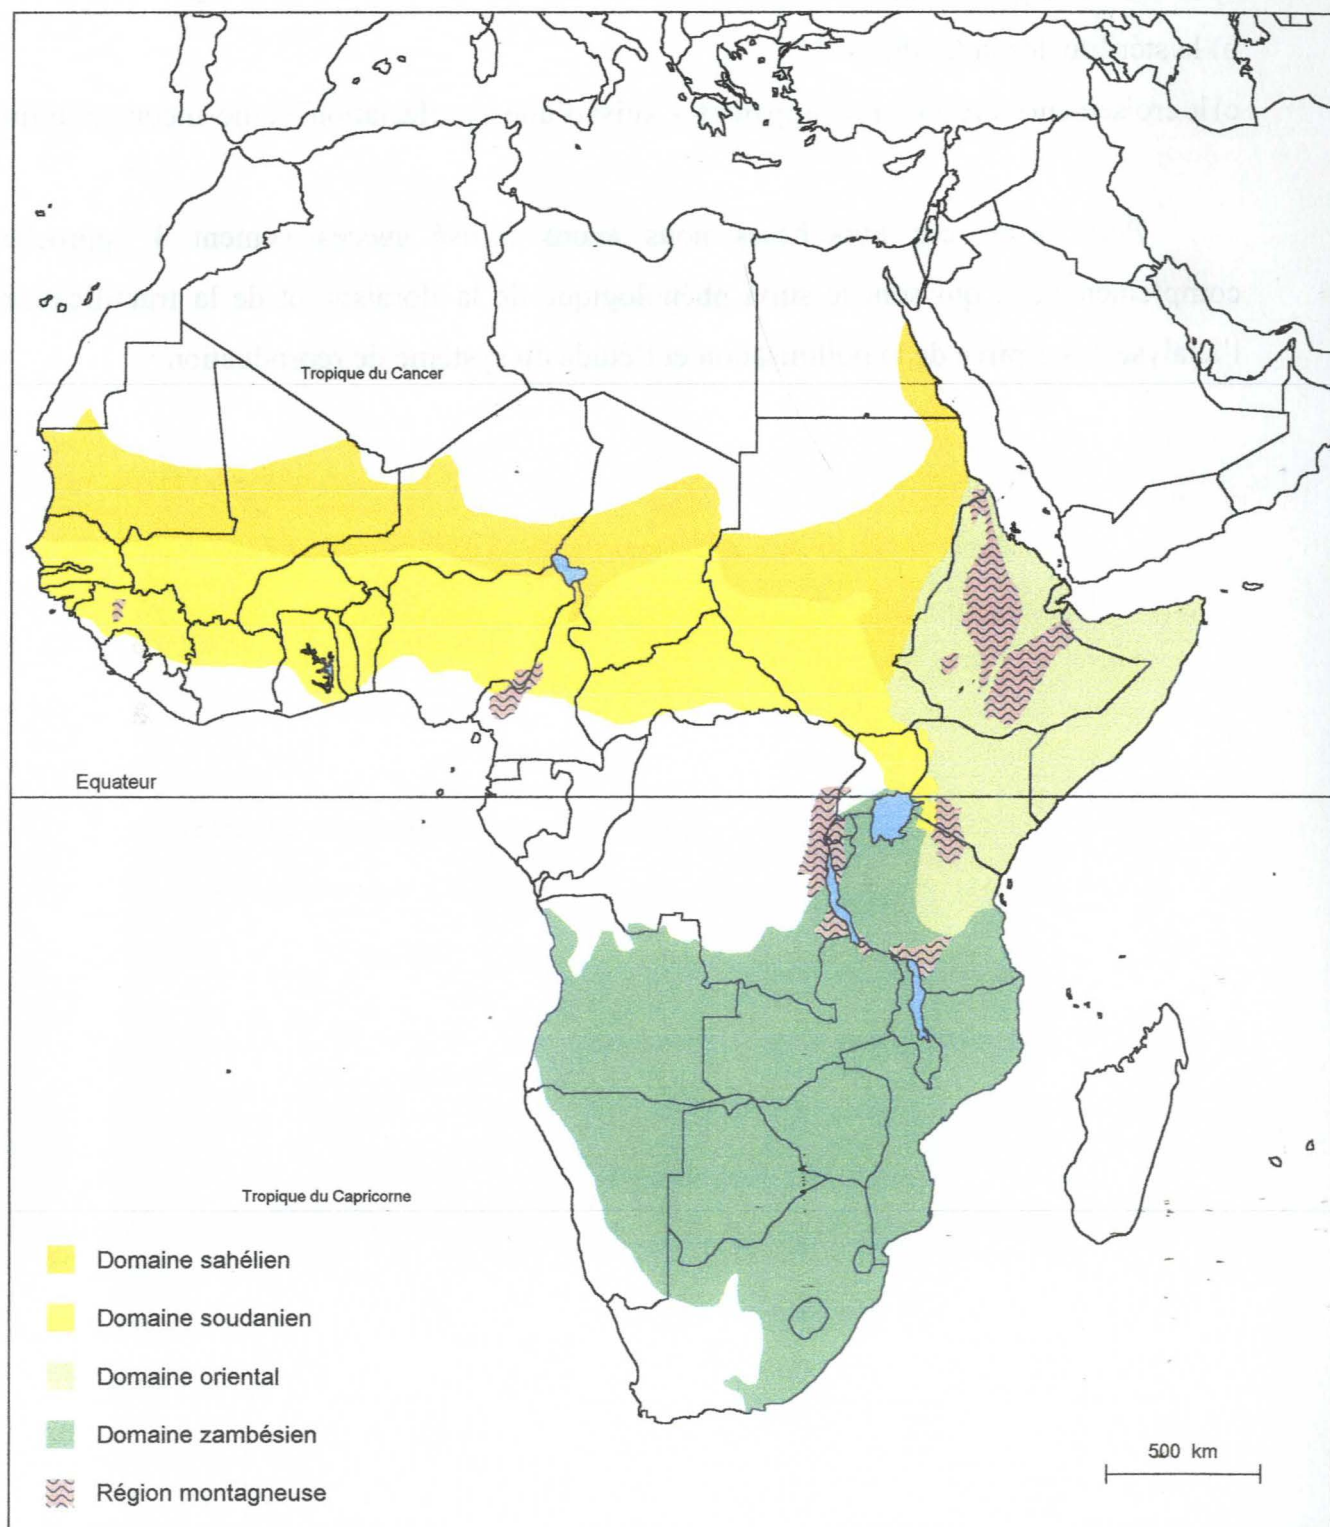 Tropique du Cancer
Equateur
Tropique du Capricorne
Domaine sahélien
Domaine soudanien
Domaine oriental
Domaine zambésien
Région montagneuse
500 km